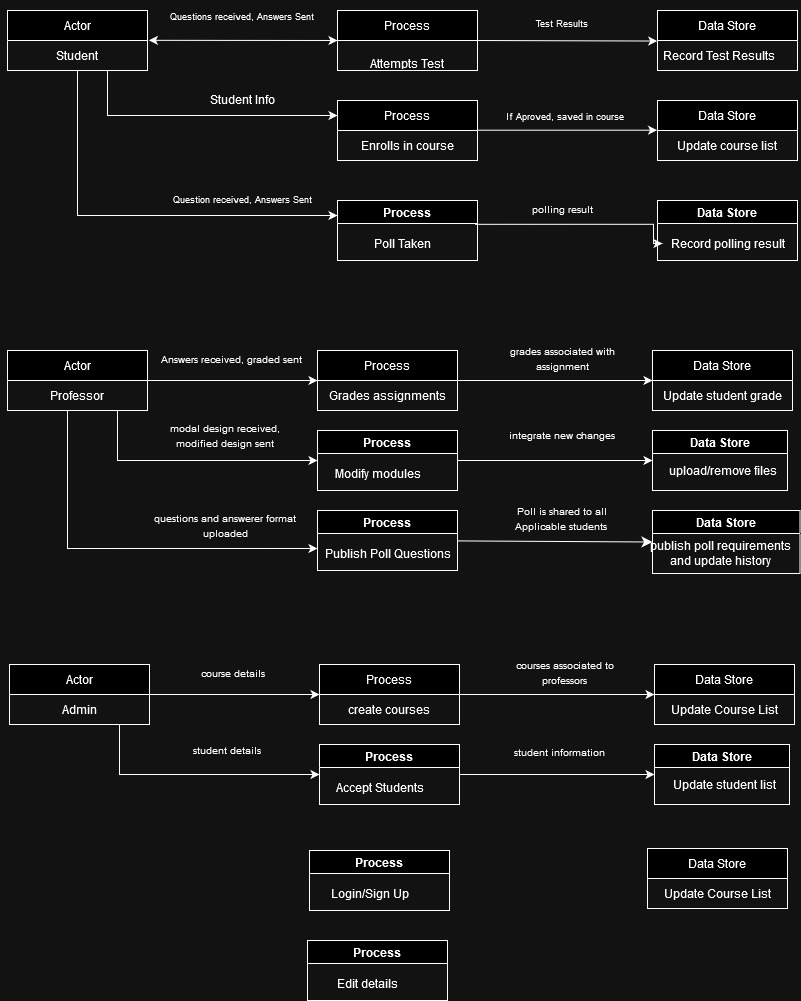 Actor
Questions received, Answers Sent
Process
Test Results
Data Store
Student
Attempts Test
Record Test Results
Student Info
Process
If Aproved, saved in course
Data Store
Enrolls in course
Update course list
Question received, Answers Sent
Process
polling result
Data Store
Poll Taken
Record polling result
Actor
Answers received, graded sent
Process
grades associated with
assignment
Data Store
Professor
Grades assignments
Update student grade
modal design received,
modified design sent
Process
integrate new changes
Data Store
Modify modules
upload/remove files
questions and answerer format
uploaded
Process
Poll is shared to all
Applicable students
Data Store
Publish Poll Questions
publish poll requirements
and update history
Actor
course details
Process
courses associated to
professors
Data Store
Admin
create courses
Update Course List
student details
Process
student information
Data Store
Accept Students
Update student list
Process
Data Store
Login/Sign Up
Update Course List
Process
Edit details